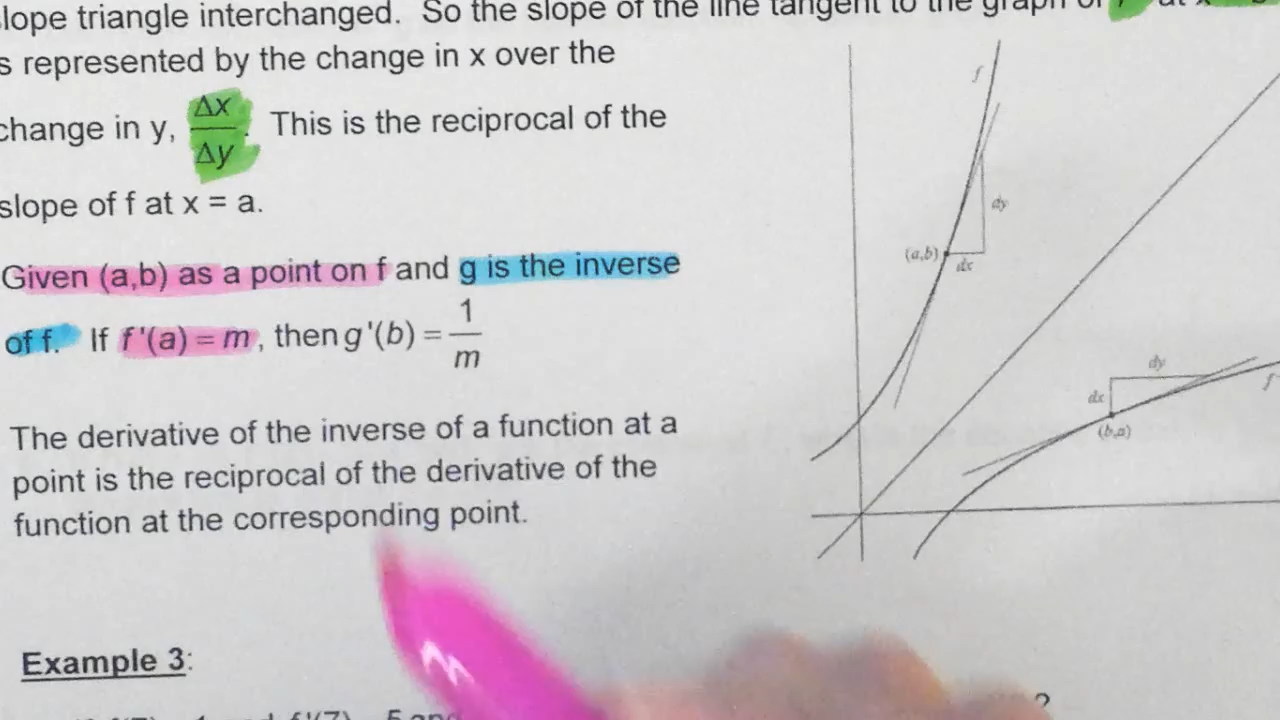 slope triangle interchanged. So the slope of the line tangent to the graph of
s represented by the change in x over the
change in y, Δx/Δy. This is the reciprocal of the
slope of f at x = a.
Given (a,b) as a point on f and g is the inverse
of f. If f'(a) = m, then g'(b) = 1/m
The derivative of the inverse of a function at a
point is the reciprocal of the derivative of the
function at the corresponding point.
Example 3:
f
dy
(a,b)
dx
dy
dx
(b,a)
f